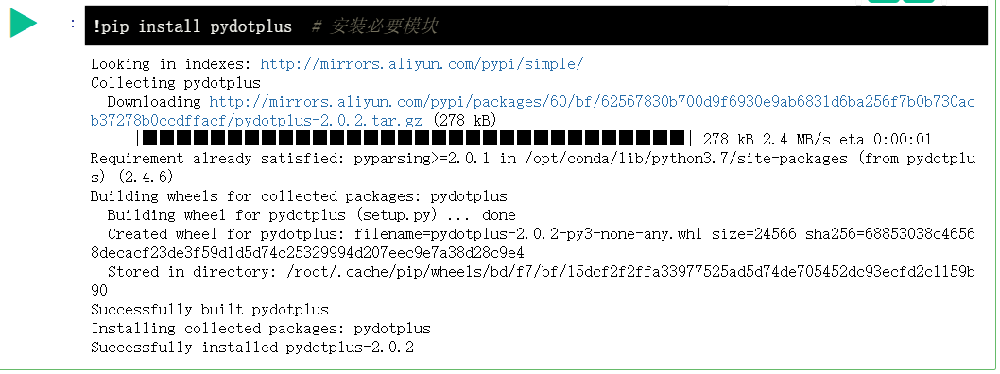 : !pip install pydotplus # 安装必要模块
Looking in indexes: http://mirrors.aliyun.com/pypi/simple/
Collecting pydotplus
Downloading http://mirrors.aliyun.com/pypi/packages/60/bf/62567830b700d9f6930e9ab6831d6ba256f7b0b730ac
b37278b0ccdffacf/pydotplus-2.0.2.tar.gz (278 kB)
|████████████████████████████████| 278 kB 2.4 MB/s eta 0:00:01
Requirement already satisfied: pyparsing>=2.0.1 in /opt/conda/lib/python3.7/site-packages (from pydotplu
s) (2.4.6)
Building wheels for collected packages: pydotplus
Building wheel for pydotplus (setup.py) ... done
Created wheel for pydotplus: filename=pydotplus-2.0.2-py3-none-any.whl size=24566 sha256=68853038c4656
8decacf23de3f59d1d5d74c25329994d207eec9e7a38d28c9e4
Stored in directory: /root/.cache/pip/wheels/bd/f7/bf/15dcf2f2ffa33977525ad5d74de705452dc93ecfd2c1159b
90
Successfully built pydotplus
Installing collected packages: pydotplus
Successfully installed pydotplus-2.0.2